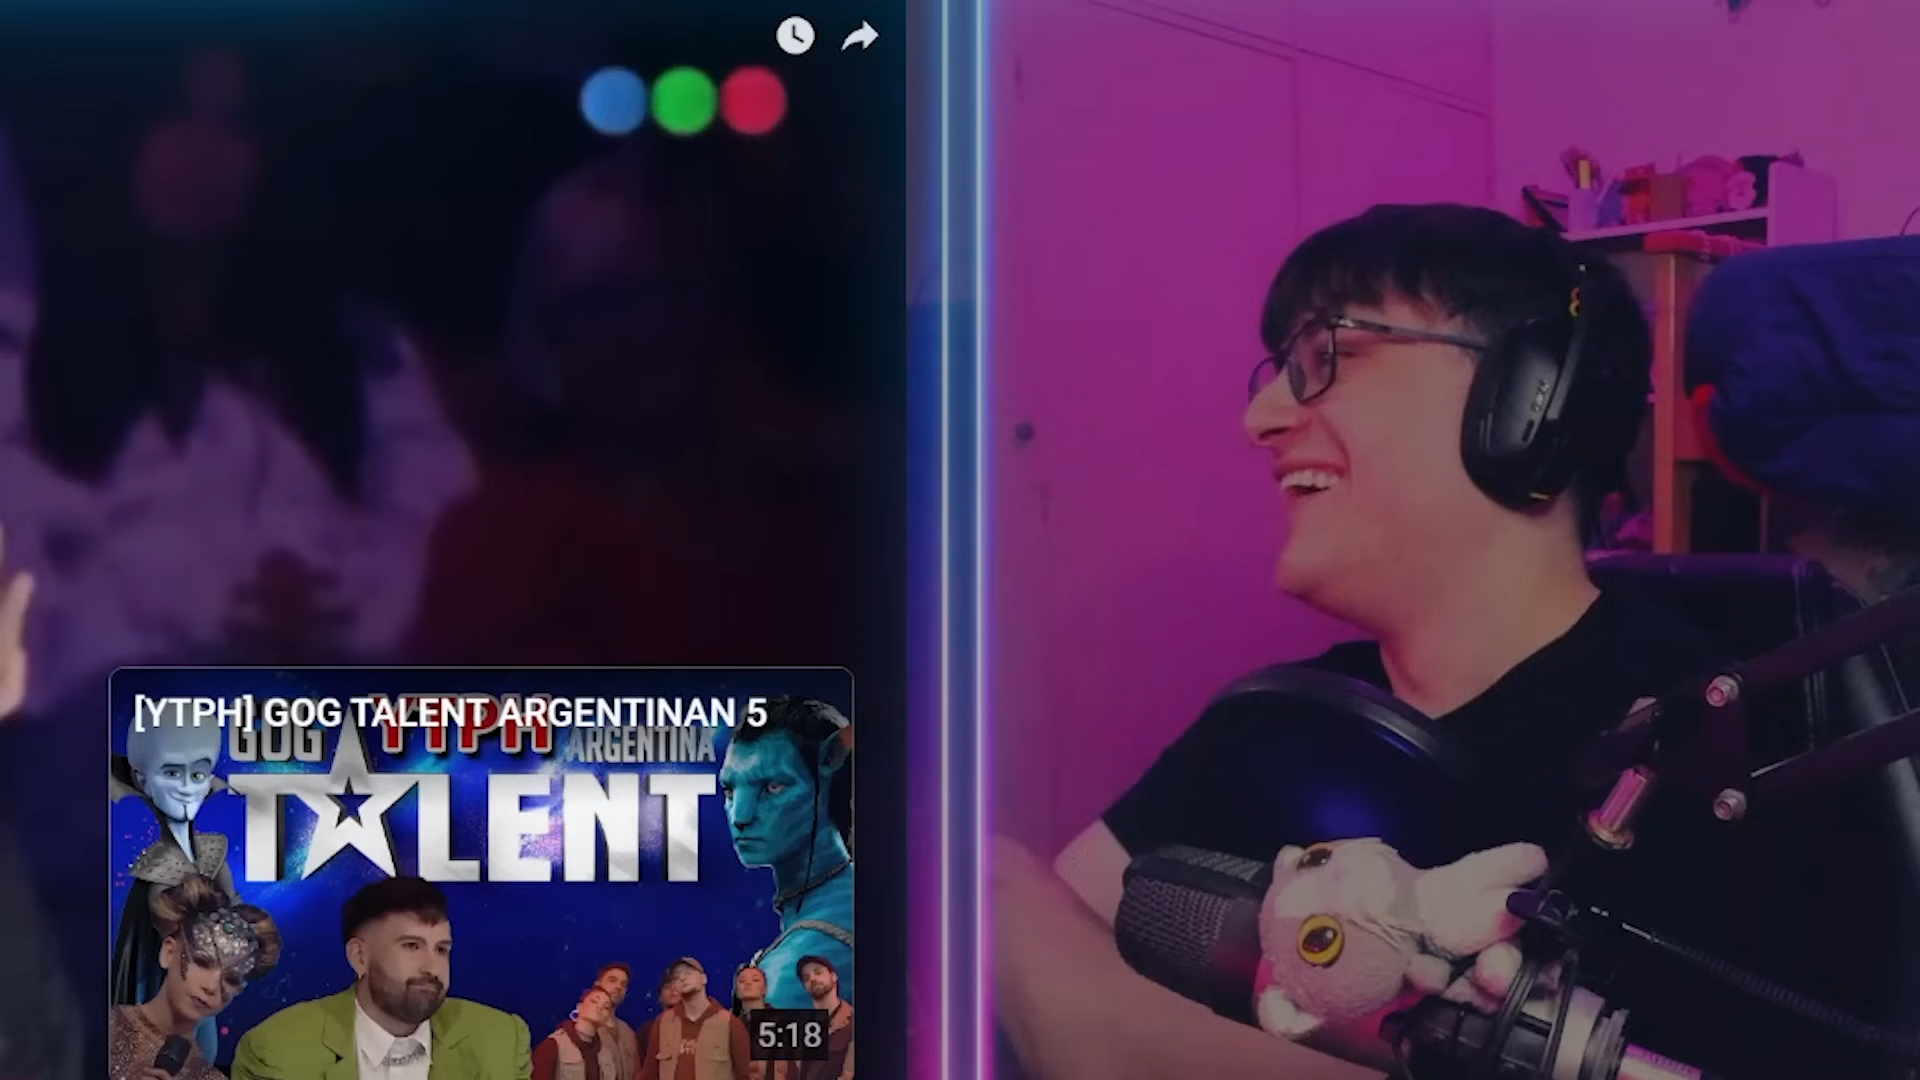 [YTPH] GOG TALENT ARGENTINAN 5
GOG YTPH ARGENTINA
TALENT
5:18